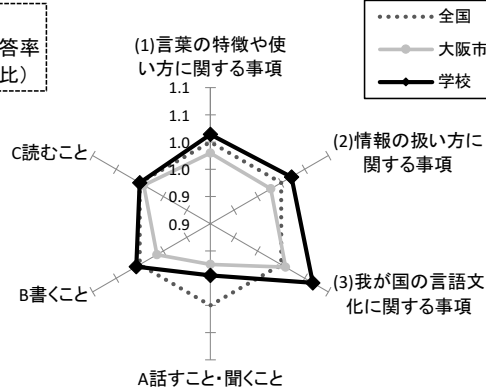 答率
比）
全国
大阪市
学校
(1)言葉の特徴や使
い方に関する事項
1.1
1.1
1.0
1.0
0.9
0.9
(2)情報の扱い方に
関する事項
(3)我が国の言語文
化に関する事項
A話すこと・聞くこと
B書くこと
C読むこと